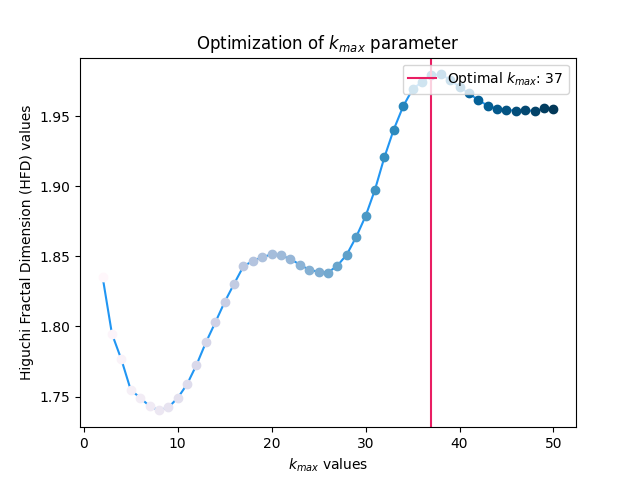 Optimization of $k_{max}$ parameter
Optimal $k_{max}$: 37
Higuchi Fractal Dimension (HFD) values
1.95
1.90
1.85
1.80
1.75
0 10 20 30 40 50
$k_{max}$ values